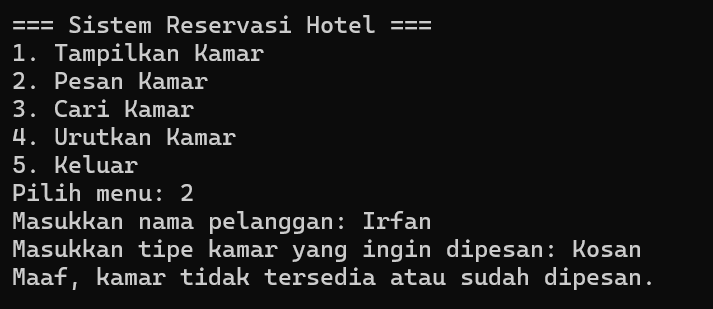 === Sistem Reservasi Hotel ===
1. Tampilkan Kamar
2. Pesan Kamar
3. Cari Kamar
4. Urutkan Kamar
5. Keluar
Pilih menu: 2
Masukkan nama pelanggan: Irfan
Masukkan tipe kamar yang ingin dipesan: Kosan
Maaf, kamar tidak tersedia atau sudah dipesan.